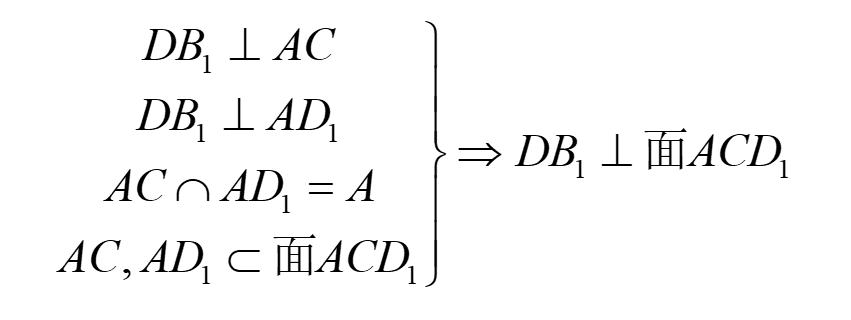 DB₁ ⊥ AC
DB₁ ⊥ AD₁
AC ∩ AD₁ = A
AC, AD₁ ⊂ 面ACD₁
} ⇒ DB₁ ⊥ 面ACD₁